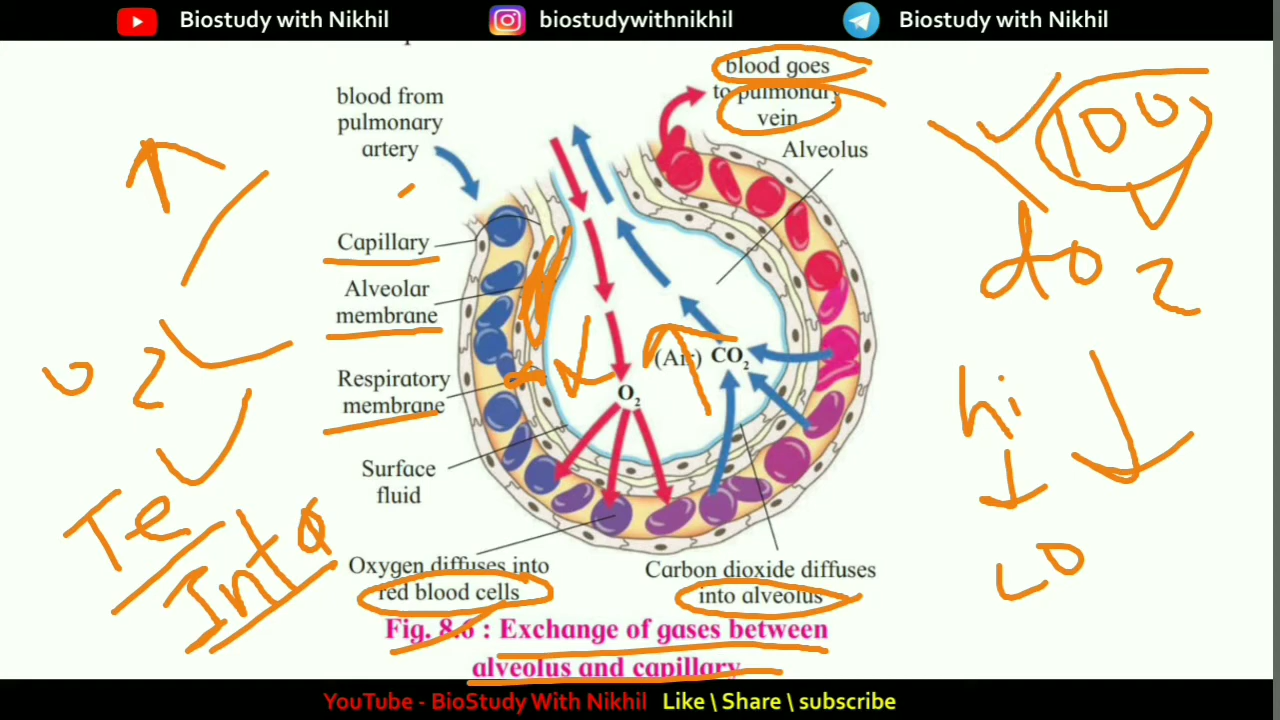 Biostudy with Nikhil
biostudywithnikhil
Biostudy with Nikhil
blood from
pulmonary
artery
blood goes
to pulmonary
vein
Alveolus
Capillary
Alveolar
membrane
Respiratory
membrane
Surface
fluid
(Air)
CO₂
O₂
Oxygen diffuses into
red blood cells
Carbon dioxide diffuses
into alveolus
Fig. 8.6 : Exchange of gases between
alveolus and capillary
100
O2
hi
YouTube - BioStudy With Nikhil Like \ Share \ subscribe